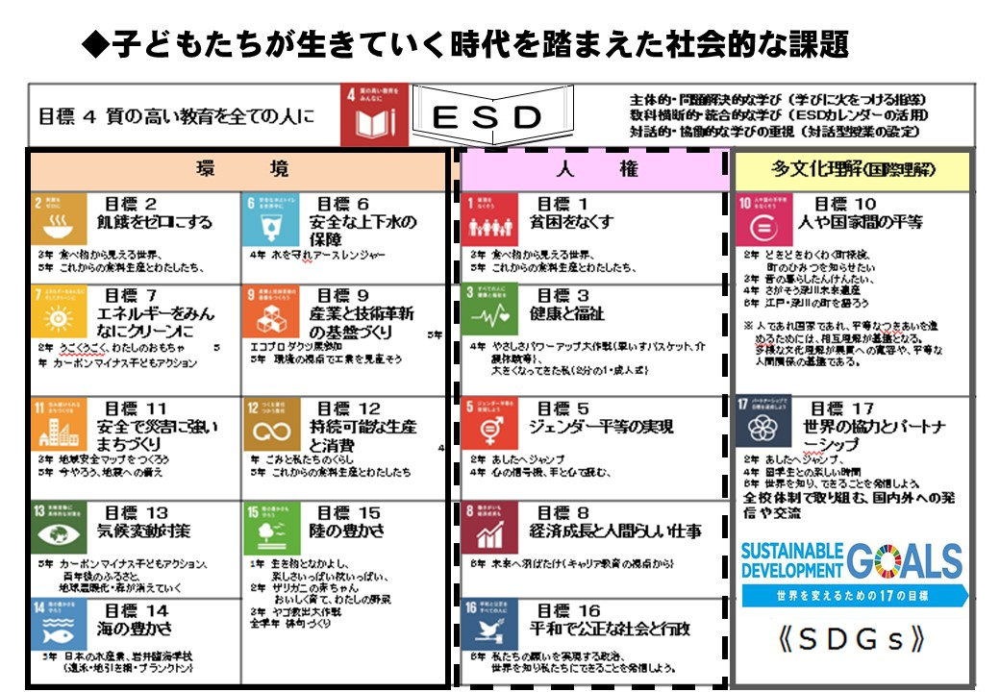 ◆子どもたちが生きていく時代を踏まえた社会的な課題
目標 4 質の高い教育を全ての人に
4 質の高い教育を
みんなに
ESD
主体的・問題解決的な学び（学びに火をつける指導）
教科横断的・統合的な学び（ESDカレンダーの活用）
対話的・協働的な学びの重視（対話型授業の設定）
環 境
2
目標 2
飢餓をゼロにする
3年 食べ物から見える世界、
5年 これからの食料生産とわたしたち、
6
目標 6
安全な上下水の
保障
4年 水を守れアースレンジャー
7
目標 7
エネルギーをみん
なにクリーンに
2年 うごくうごく、わたしのおもちゃ 5
年 カーボンマイナス子どもアクション
9
目標 9
産業と技術革新
の基盤づくり
5年
エコプロダクツ展参加
5年 環境の視点で工業を見直そう
11
目標 11
安全で災害に強い
まちづくり
3年 地域安全マップをつくろう
5年 今やろう、地震への備え
12
目標 12
持続可能な生産
と消費
4
年 ごみと私たちのくらし
5年 これからの食料生産とわたしたち
13
目標 13
気候変動対策
5年 カーボンマイナス子どもアクション、
百年後のふるさと、
地球温暖化・森が消えていく
15
目標 15
陸の豊かさ
1年 生き物となかよし、
楽しさいっぱい秋いっぱい、
2年 ザリガニの赤ちゃん
おいしく育て、わたしの野菜
3年 ヤゴ救出大作戦
全学年 俳句づくり
14
目標 14
海の豊かさ
5年 日本の水産業、岩井臨海学校
（遠泳・地引き網・プランクトン）
人 権
1
目標 1
貧困をなくす
3年 食べ物から見える世界、
5年 これからの食料生産とわたしたち、
3
目標 3
健康と福祉
4年 やさしさパワーアップ大作戦（車いすバスケット、介
護体験等）、
大きくなってきた私（2分の1・成人式）
5
目標 5
ジェンダー平等の実現
2年 あしたへジャンプ
4年 心の信号機、手と心で読む、
8
目標 8
経済成長と人間らしい仕事
6年 未来へ羽ばたけ（キャリア教育の視点から）
16
目標 16
平和で公正な社会と行政
6年 私たちの願いを実現する政治、
世界を知り私たちにできることを発信しよう。
多文化理解（国際理解）
10
目標 10
人や国家間の平等
2年 どきどきわくわく町探検、
町のひみつを知らせたい
3年 昔の暮らしたんけんたい、
4年 さがそう深川未来遺産
6年 江戸・深川の町を語ろう
※ 人であれ国家であれ、平等なつきあいを進
めるためには、相互理解が基盤となる。
多様な文化理解が異質への寛容や、平等な
人間関係の基盤である。
17
目標 17
世界の協力とパートナ
ーシップ
2年 あしたへジャンプ、
4年 留学生との楽しい時間
6年 世界を知り、できることを発信しよう。
全校体制で取り組む、国内外への発
信や交流
SUSTAINABLE
DEVELOPMENT GOALS
世界を変えるための17の目標
《ＳＤＧｓ》